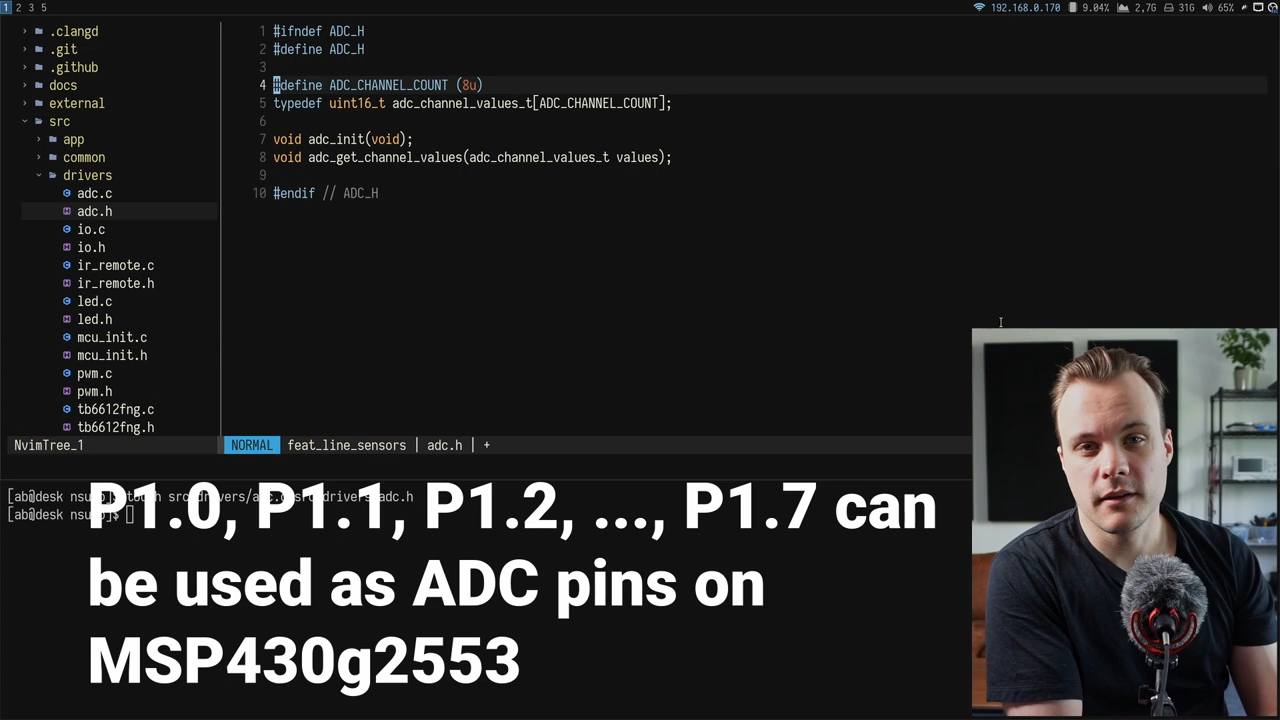 1 2 3 5
192.168.0.170 9.04% 2,7G 31G 65%
.clangd
.git
.github
docs
external
src
app
common
drivers
adc.c
adc.h
io.c
io.h
ir_remote.c
ir_remote.h
led.c
led.h
mcu_init.c
mcu_init.h
pwm.c
pwm.h
tb6612fng.c
tb6612fng.h
NvimTree_1
1 #ifndef ADC_H
2 #define ADC_H
3
4 #define ADC_CHANNEL_COUNT (8u)
5 typedef uint16_t adc_channel_values_t[ADC_CHANNEL_COUNT];
6
7 void adc_init(void);
8 void adc_get_channel_values(adc_channel_values_t values);
9
10 #endif // ADC_H
NORMAL feat_line_sensors | adc.h | +
[ab@desk
[ab@desk
P1.0, P1.1, P1.2, ..., P1.7 can
be used as ADC pins on
MSP430g2553